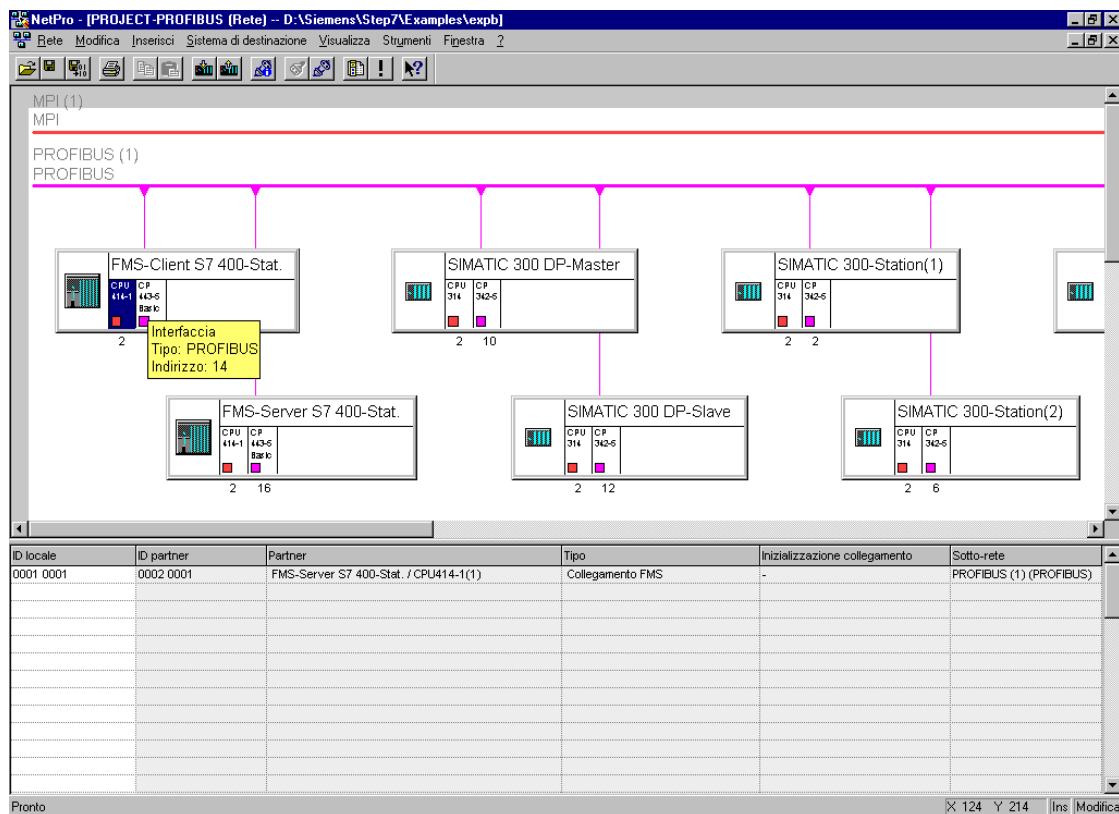 NetPro - [PROJECT-PROFIBUS (Rete) -- D:\Siemens\Step7\Examples\expb]
Rete Modifica Inserisci Sistema di destinazione Visualizza Strumenti Finestra ?
MPI (1)
MPI
PROFIBUS (1)
PROFIBUS
FMS-Client S7 400-Stat.
CPU 414-1
CP 443-5 Basic
2
Interfaccia
Tipo: PROFIBUS
Indirizzo: 14
SIMATIC 300 DP-Master
CPU 314
CP 342-5
2 10
SIMATIC 300-Station(1)
CPU 314
CP 342-5
2 2
FMS-Server S7 400-Stat.
CPU 414-1
CP 443-5 Basic
2 16
SIMATIC 300 DP-Slave
CPU 314
CP 342-5
2 12
SIMATIC 300-Station(2)
CPU 314
CP 342-5
2 6
ID locale ID partner Partner Tipo Inizializzazione collegamento Sotto-rete
0001 0001 0002 0001 FMS-Server S7 400-Stat. / CPU414-1(1) Collegamento FMS - PROFIBUS (1) (PROFIBUS)
Pronto X 124 Y 214 Ins Modifica